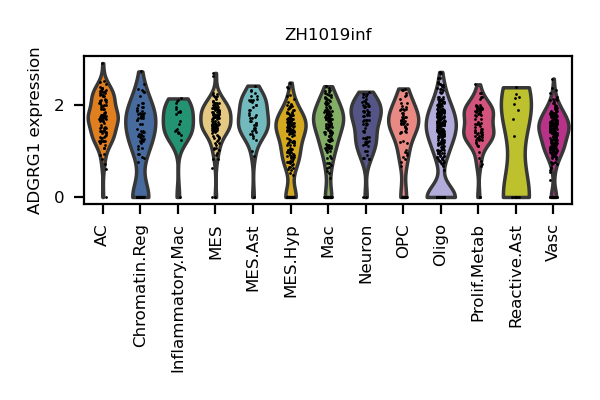 ZH1019inf
ADGRG1 expression
2
0
AC
Chromatin.Reg
Inflammatory.Mac
MES
MES.Ast
MES.Hyp
Mac
Neuron
OPC
Oligo
Prolif.Metab
Reactive.Ast
Vasc